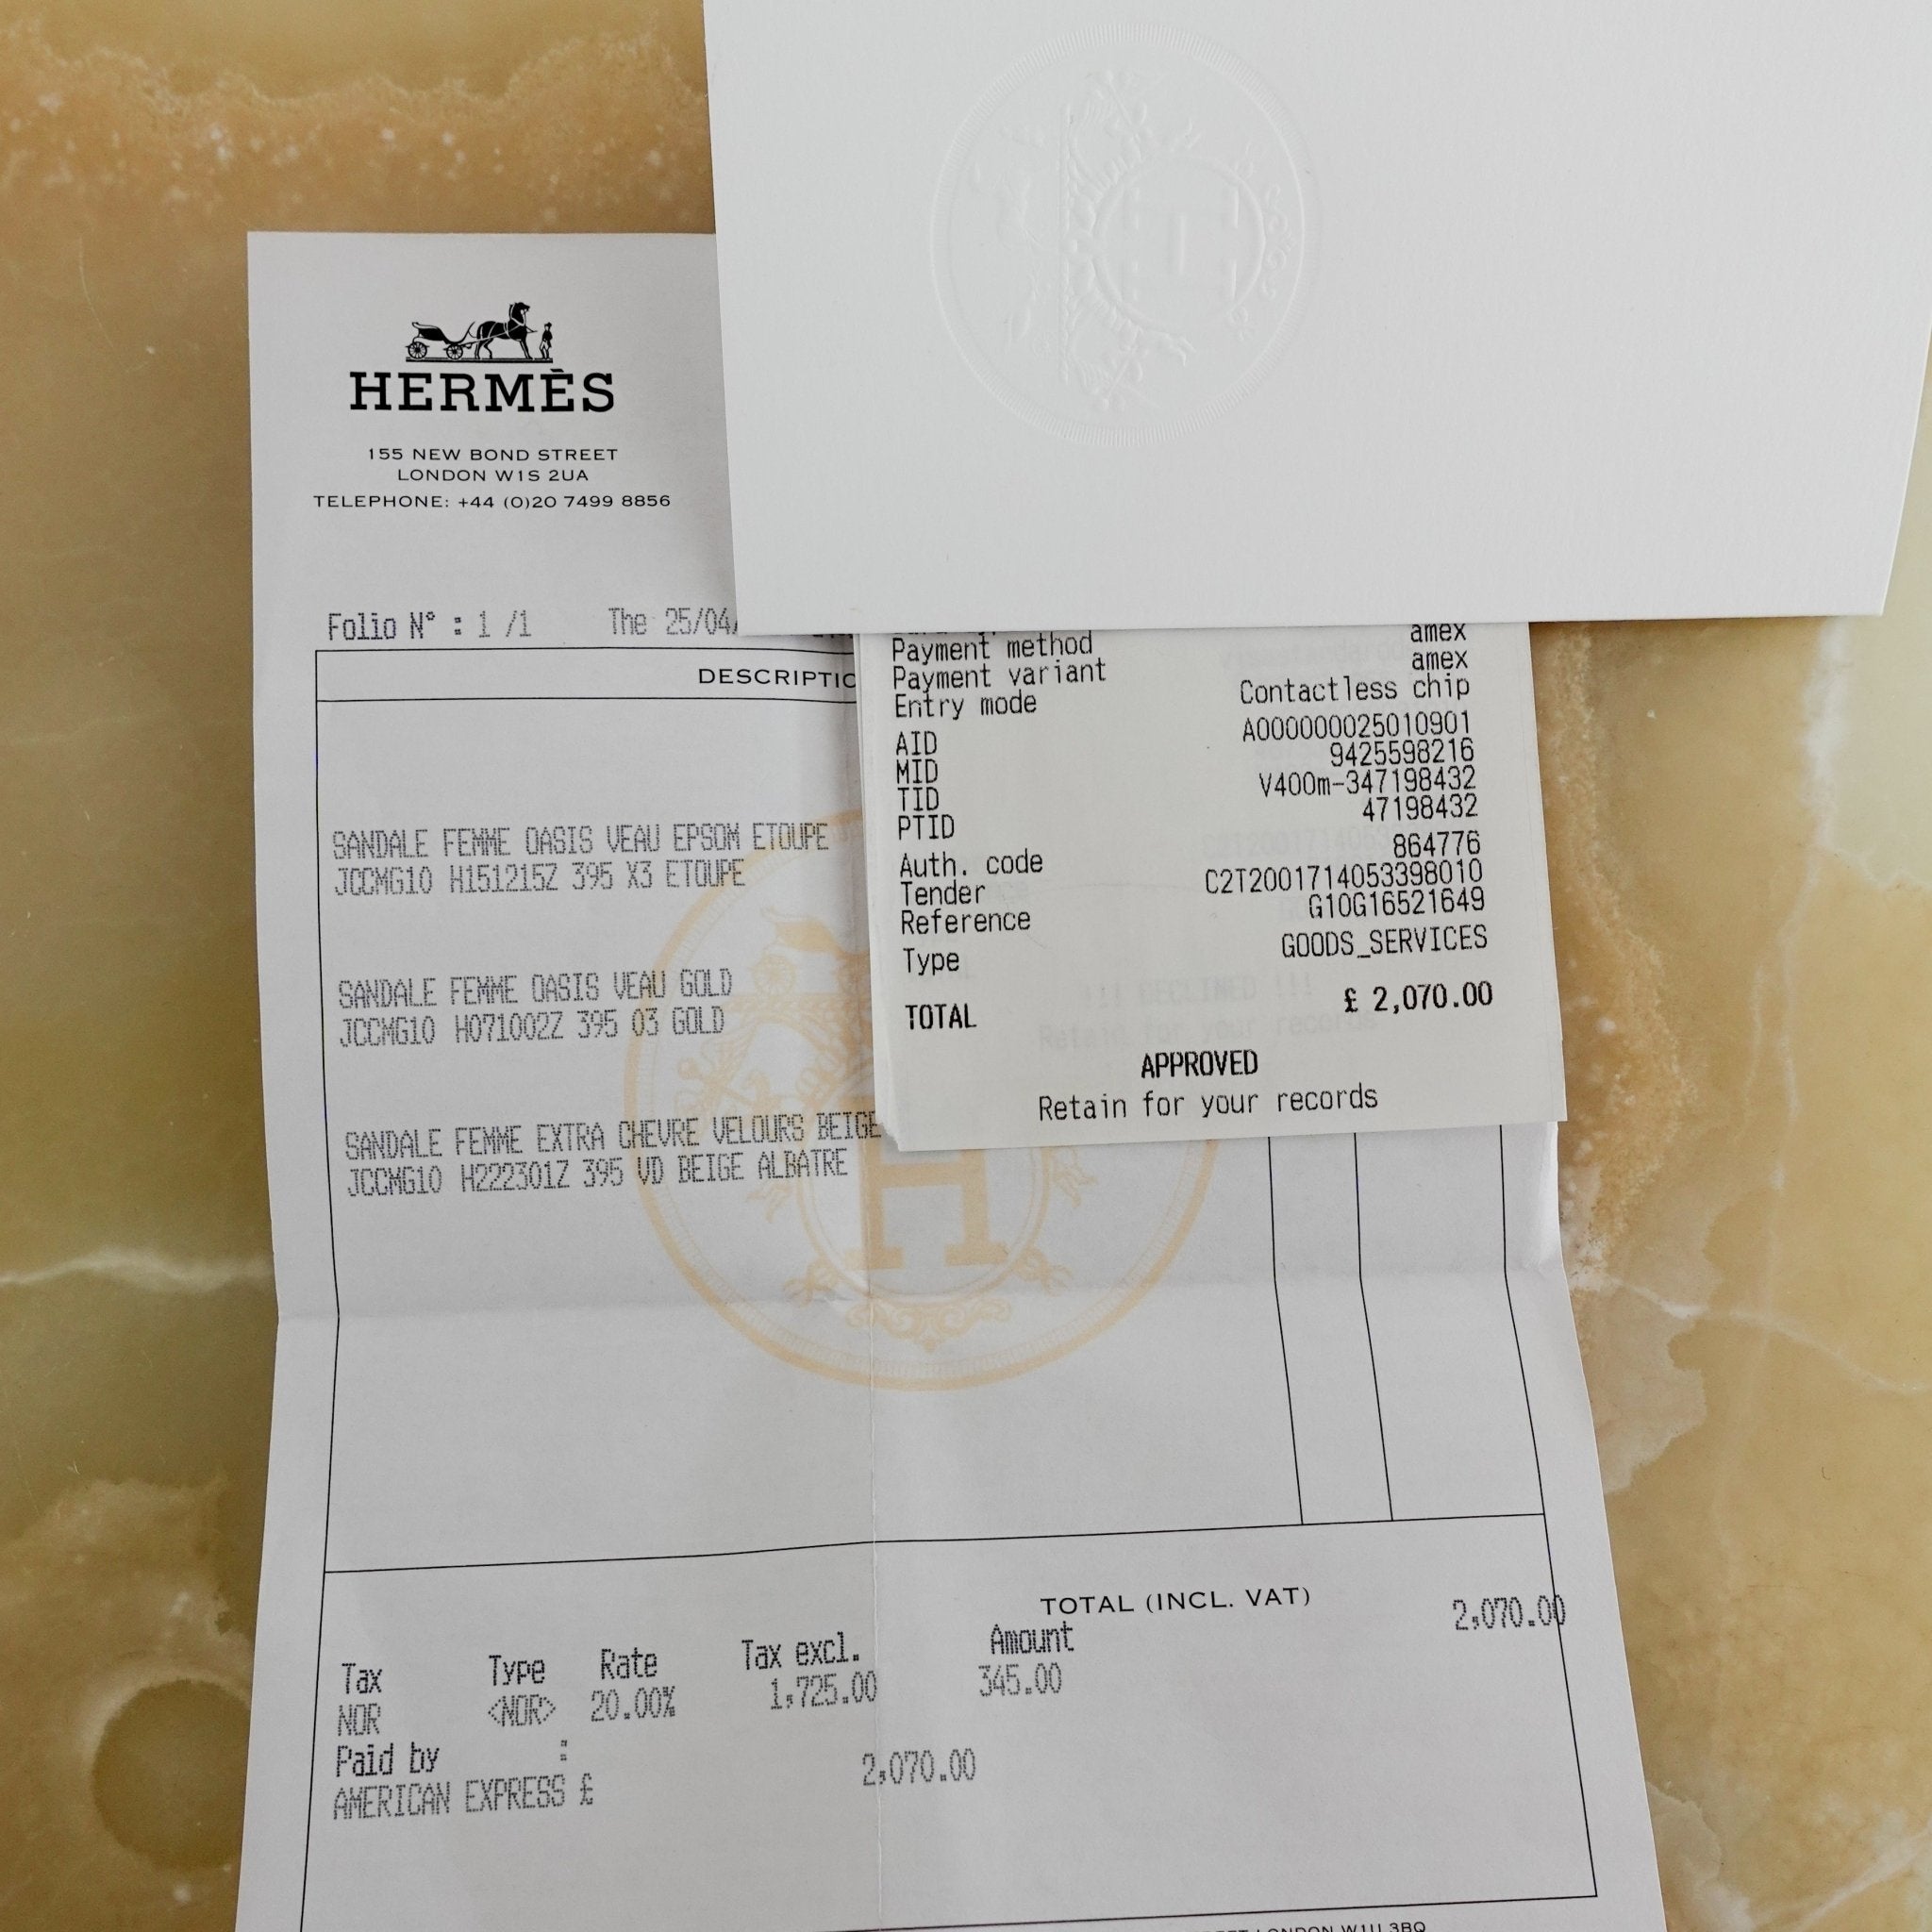 HERMÈS
155 NEW BOND STREET
LONDON W1S 2UA
TELEPHONE: +44 (0)20 7499 8856
Folio N° : 1 /1 The 25/04/
DESCRIPTIO
SANDALE FEMME OASIS VEAU EPSOM ETOUPE
JCCMG10 H151215Z 395 X3 ETOUPE
SANDALE FEMME OASIS VEAU GOLD
JCCMG10 H071002Z 395 03 GOLD
SANDALE FEMME EXTRA CHEVRE VELOURS BEIGE
JCCMG10 H222301Z 395 VD BEIGE ALBATRE
H
Payment method amex
Payment variant amex
Entry mode Contactless chip
AID A000000025010901
MID 9425598216
TID V400m-347198432
PTID 47198432
Auth. code 864776
Tender C2T2001714053398010
Reference G10G16521649
Type GOODS_SERVICES
TOTAL £ 2,070.00
APPROVED
Retain for your records
TOTAL (INCL. VAT) 2,070.00
Tax Type Rate Tax excl. Amount
NOR <NOR> 20.00% 1,725.00 345.00
Paid by :
AMERICAN EXPRESS £ 2,070.00
LONDON W1U 3BQ